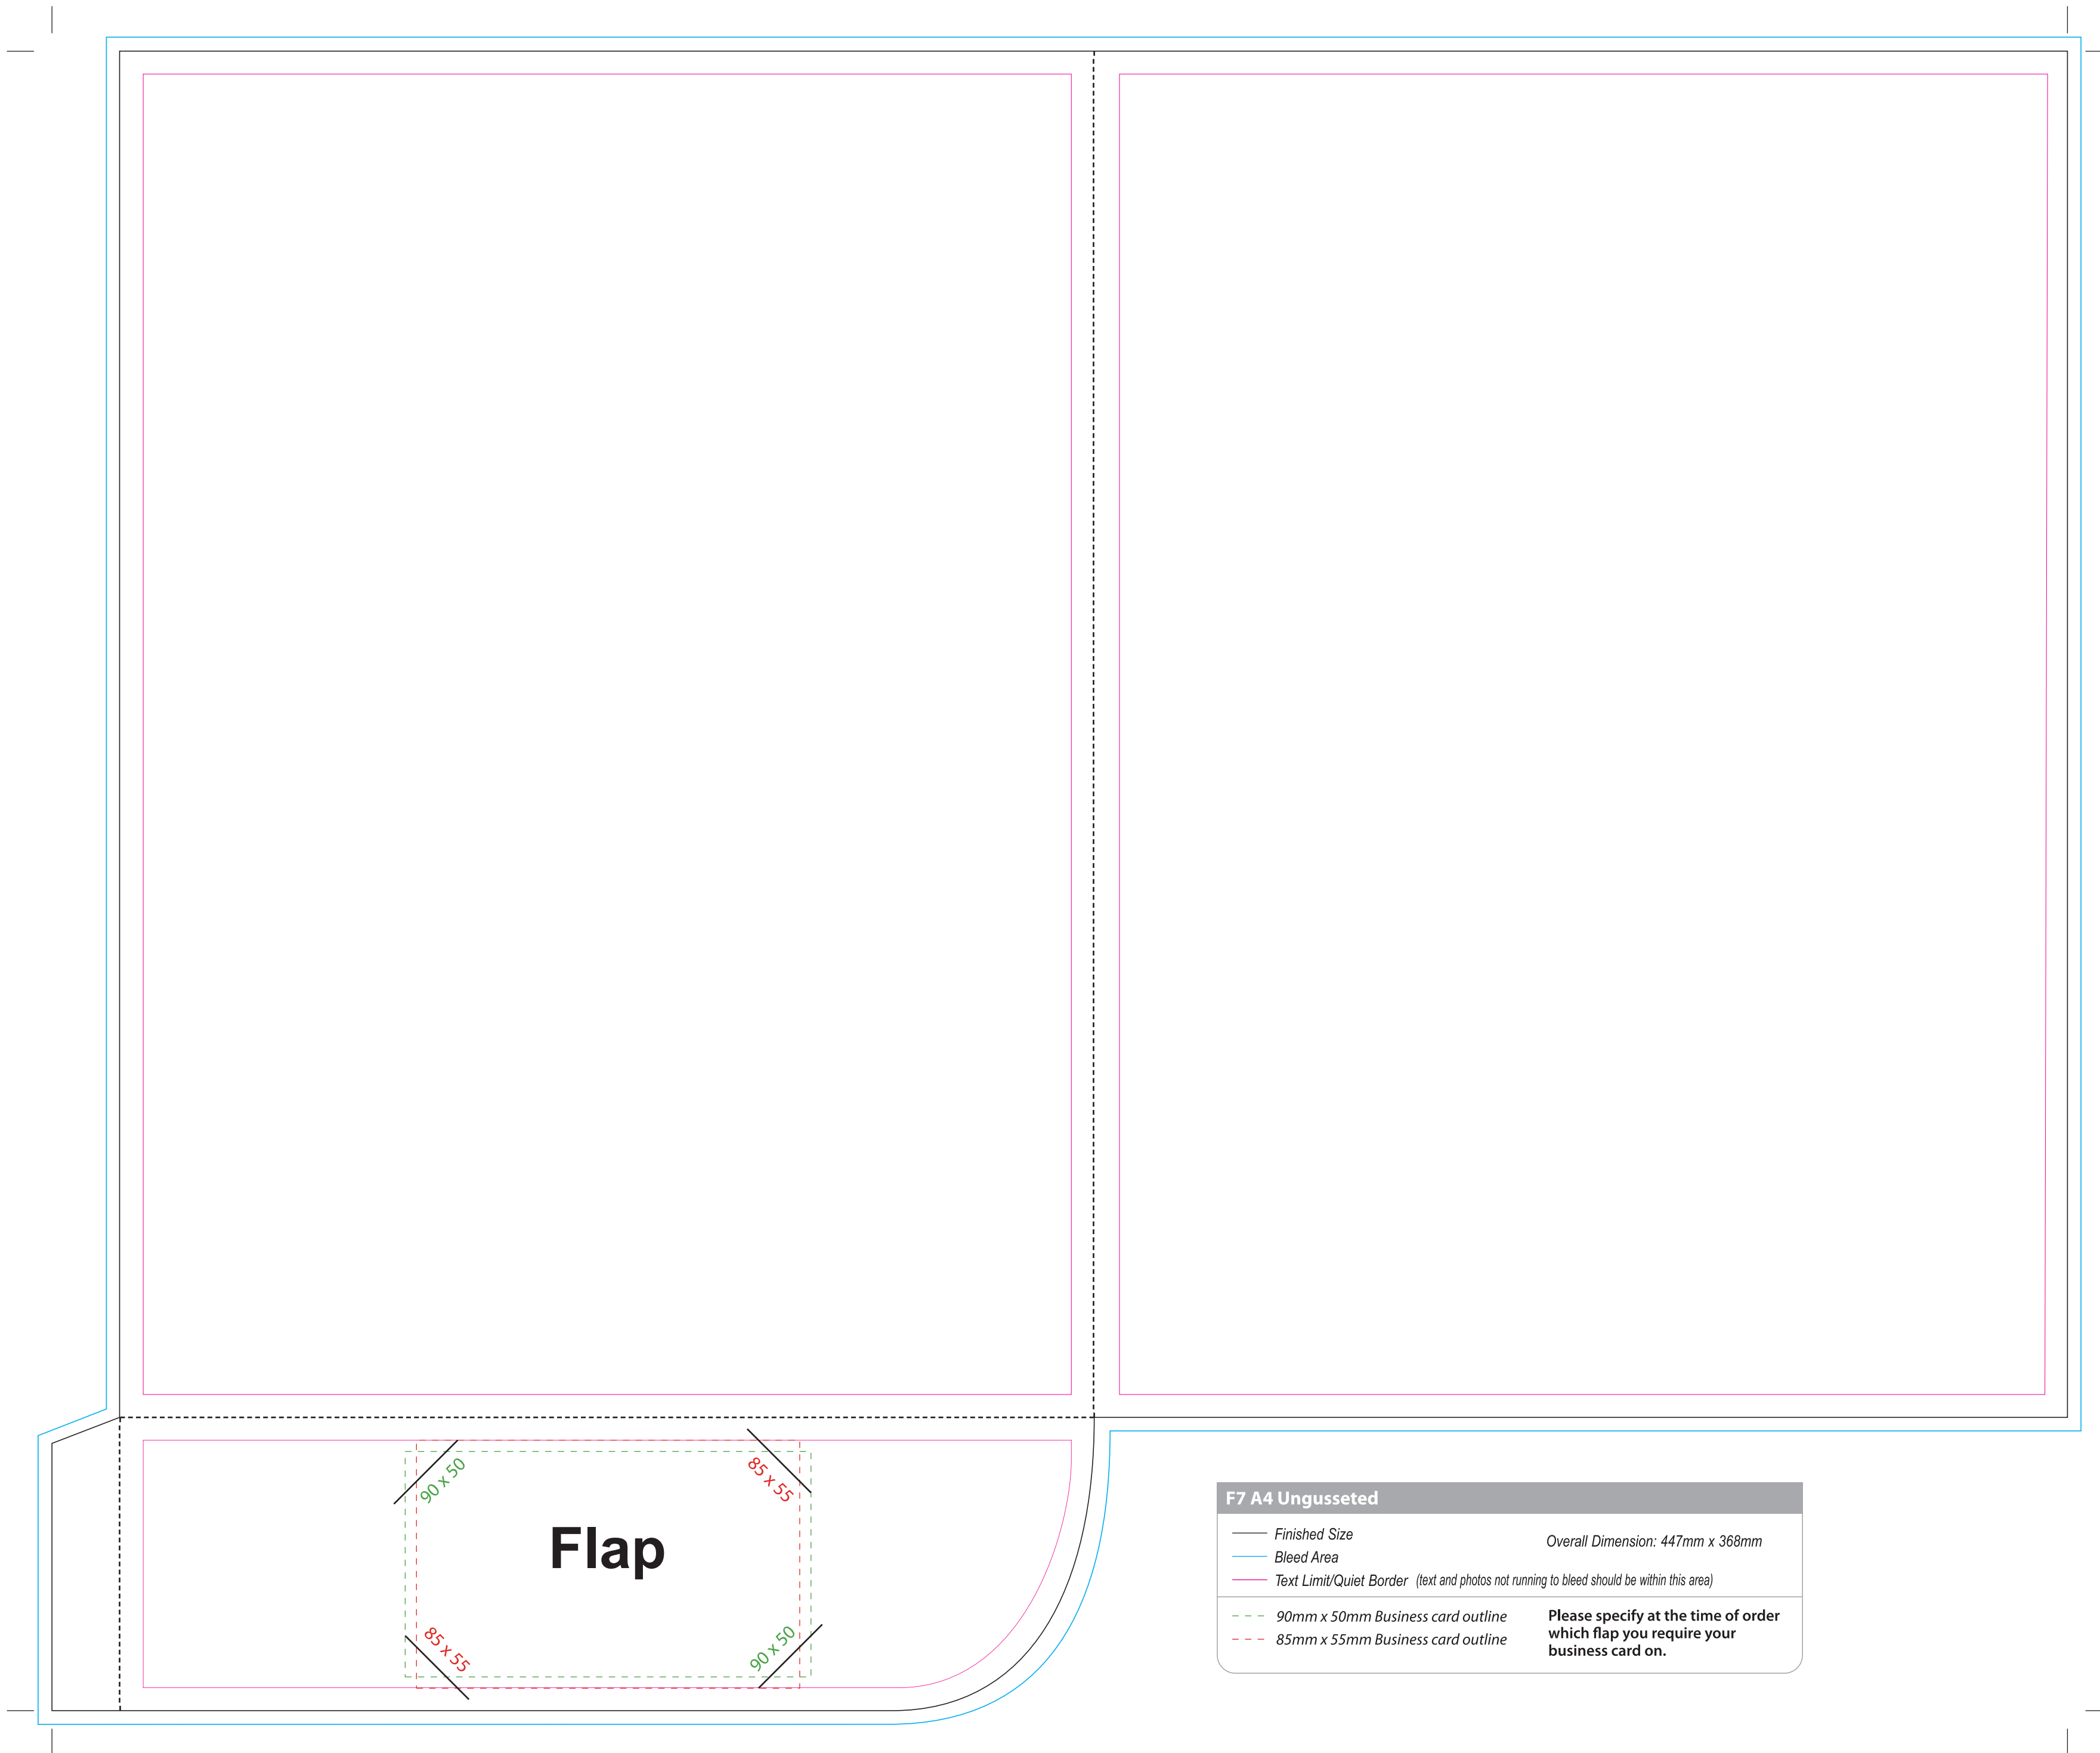 90 x 50
85 x 55
Flap
85 x 55
90 x 50
F7 A4 Ungusseted
Finished Size
Overall Dimension: 447mm x 368mm
Bleed Area
Text Limit/Quiet Border (text and photos not running to bleed should be within this area)
90mm x 50mm Business card outline
85mm x 55mm Business card outline
Please specify at the time of order
which flap you require your
business card on.